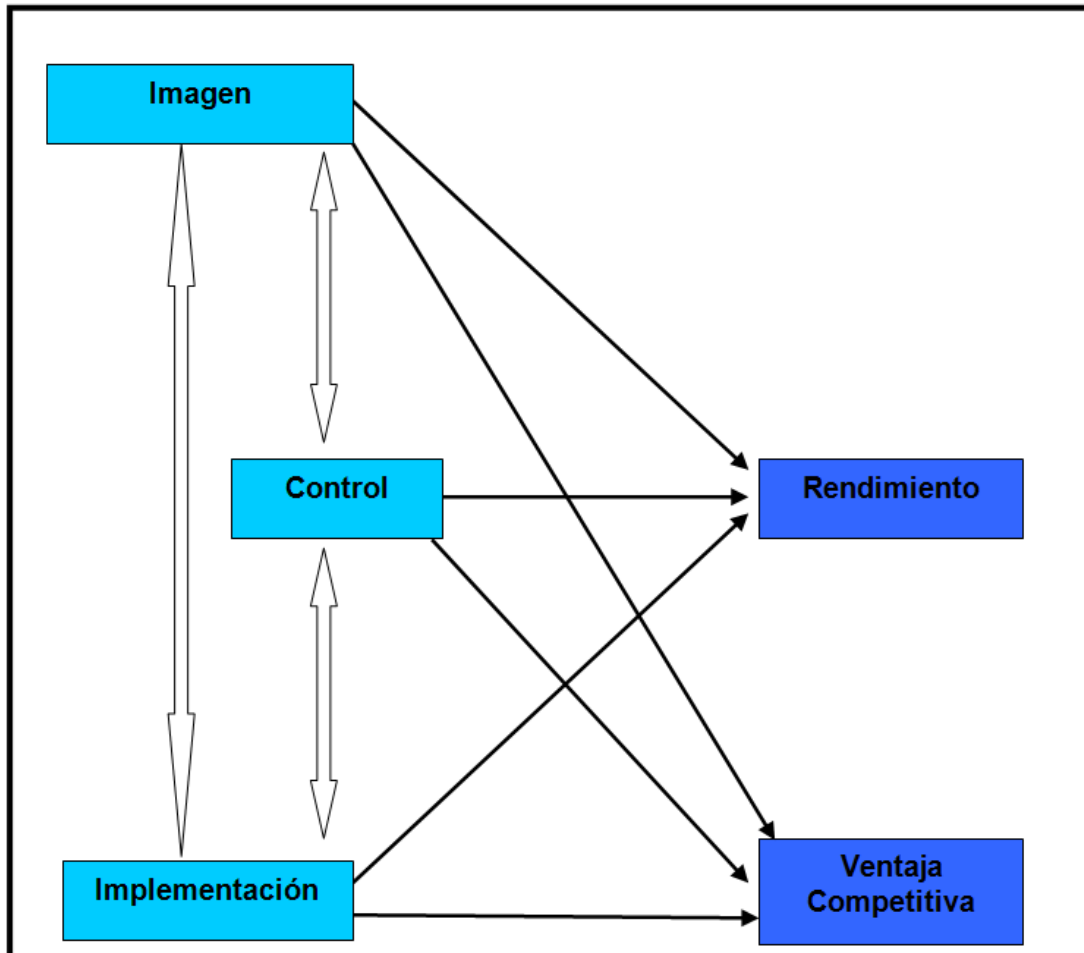 Imagen
Control
Rendimiento
Implementación
Ventaja
Competitiva